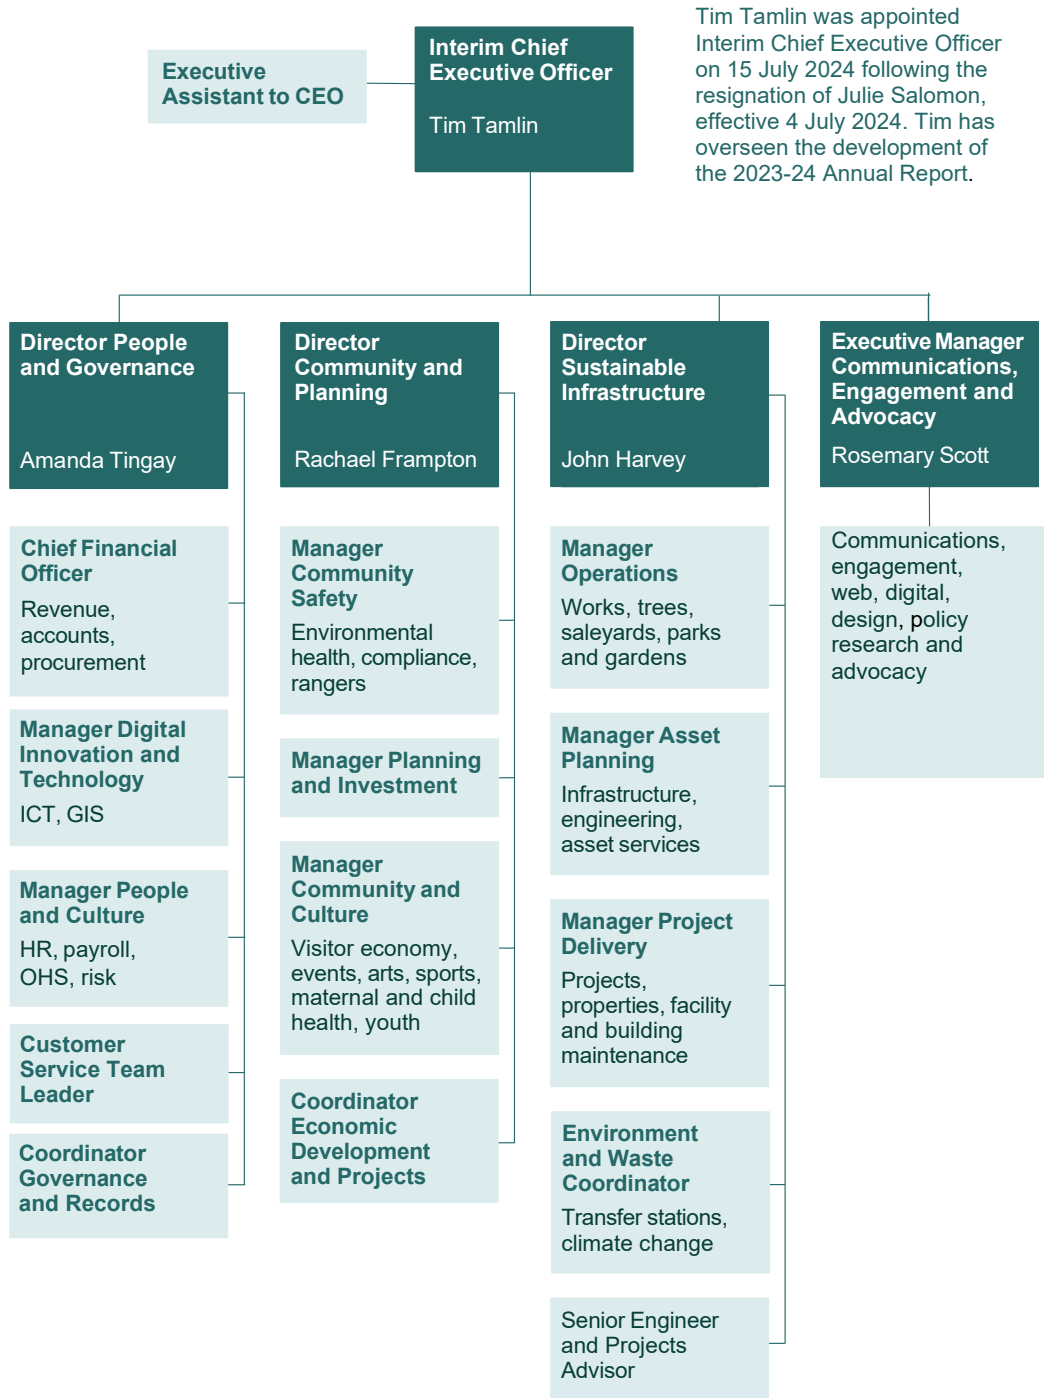 Executive
Assistant to CEO
Interim Chief
Executive Officer
Tim Tamlin
Tim Tamlin was appointed
Interim Chief Executive Officer
on 15 July 2024 following the
resignation of Julie Salomon,
effective 4 July 2024. Tim has
overseen the development of
the 2023-24 Annual Report.
Director People
and Governance
Amanda Tingay
Chief Financial
Officer
Revenue,
accounts,
procurement
Manager Digital
Innovation and
Technology
ICT, GIS
Manager People
and Culture
HR, payroll,
OHS, risk
Customer
Service Team
Leader
Coordinator
Governance
and Records
Director
Community and
Planning
Rachael Frampton
Manager
Community
Safety
Environmental
health, compliance,
rangers
Manager Planning
and Investment
Manager
Community and
Culture
Visitor economy,
events, arts, sports,
maternal and child
health, youth
Coordinator
Economic
Development
and Projects
Director
Sustainable
Infrastructure
John Harvey
Manager
Operations
Works, trees,
saleyards, parks
and gardens
Manager Asset
Planning
Infrastructure,
engineering,
asset services
Manager Project
Delivery
Projects,
properties, facility
and building
maintenance
Environment
and Waste
Coordinator
Transfer stations,
climate change
Senior Engineer
and Projects
Advisor
Executive Manager
Communications,
Engagement and
Advocacy
Rosemary Scott
Communications,
engagement,
web, digital,
design, policy
research and
advocacy